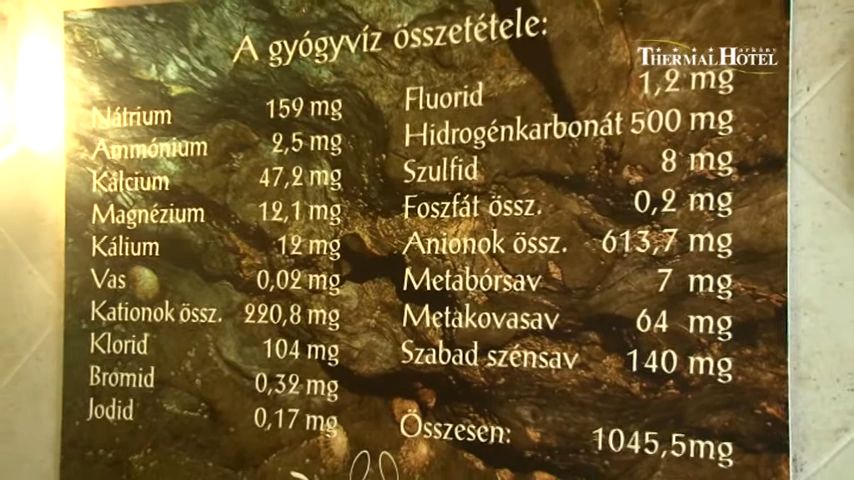 A gyógyvíz összetétele:
Harkány
THERMAL HOTEL
Nátrium 159 mg
Ammónium 2,5 mg
Kálcium 47,2 mg
Magnézium 12,1 mg
Kálium 12 mg
Vas 0,02 mg
Kationok össz. 220,8 mg
Klorid 104 mg
Bromid 0,32 mg
Jodid 0,17 mg
Fluorid 1,2 mg
Hidrogénkarbonát 500 mg
Szulfid 8 mg
Foszfát össz. 0,2 mg
Anionok össz. 613,7 mg
Metabórsav 7 mg
Metakovasav 64 mg
Szabad szénsav 140 mg
Összesen: 1045,5mg